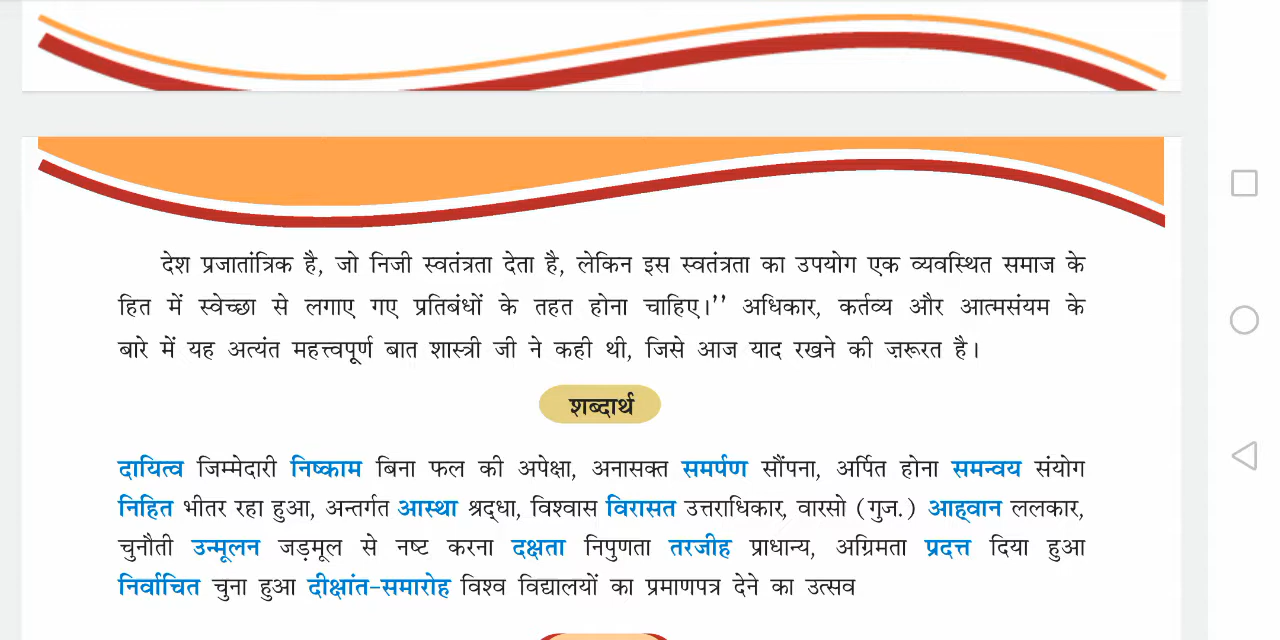 देश प्रजातांत्रिक है, जो निजी स्वतंत्रता देता है, लेकिन इस स्वतंत्रता का उपयोग एक व्यवस्थित समाज के
हित में स्वेच्छा से लगाए गए प्रतिबंधों के तहत होना चाहिए।’’ अधिकार, कर्तव्य और आत्मसंयम के
बारे में यह अत्यंत महत्त्वपूर्ण बात शास्त्री जी ने कही थी, जिसे आज याद रखने की ज़रूरत है।
शब्दार्थ
दायित्व जिम्मेदारी निष्काम बिना फल की अपेक्षा, अनासक्त समर्पण सौंपना, अर्पित होना समन्वय संयोग
निहित भीतर रहा हुआ, अन्तर्गत आस्था श्रद्धा, विश्वास विरासत उत्तराधिकार, वारसो (गुज.) आह्वान ललकार,
चुनौती उन्मूलन जड़मूल से नष्ट करना दक्षता निपुणता तरजीह प्राधान्य, अग्रिमता प्रदत्त दिया हुआ
निर्वाचित चुना हुआ दीक्षांत-समारोह विश्व विद्यालयों का प्रमाणपत्र देने का उत्सव